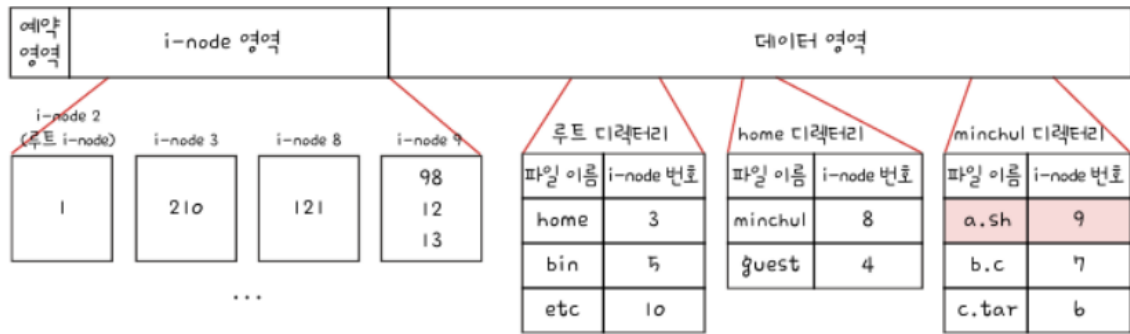 예약
영역
i-node 영역
데이터 영역
i-node 2
(루트 i-node)
i-node 3
i-node 8
i-node 9
1
210
121
98
12
13
...
루트 디렉터리
파일 이름 i-node 번호
home 3
bin 5
etc 10
home 디렉터리
파일 이름 i-node 번호
minchul 8
guest 4
minchul 디렉터리
파일 이름 i-node 번호
a.sh 9
b.c 7
c.tar 6